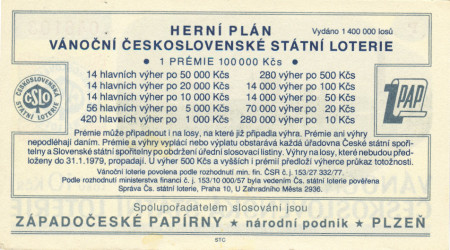 HERNÍ PLÁN
Vydáno 1 400 000 losů
VÁNOČNÍ ČESKOSLOVENSKÉ STÁTNÍ LOTERIE
● 1 PRÉMIE 100 000 Kčs ●
14 hlavních výher po 50 000 Kčs 280 výher po 500 Kčs
14 hlavních výher po 20 000 Kčs 14 000 výher po 100 Kčs
14 hlavních výher po 10 000 Kčs 14 000 výher po 50 Kčs
56 hlavních výher po 5 000 Kčs 70 000 výher po 20 Kčs
420 hlavních výher po 1 000 Kčs 280 000 výher po 10 Kčs
ČESKOSLOVENSKÁ
ČSTO
STÁTNÍ LOTERIE
1 PAP
Prémie může připadnout i na losy, na které již připadla výhra. Prémie ani výhry
nepodléhají daním. Prémie a výhry vyplácí nebo výplatu obstarává každá úřadovna České státní spoři-
telny a Slovenské státní sporiteľny po obdržení úřední slosovací listiny. Výhry na losy, které nebudou před-
loženy do 31.1.1979, propadají. U výher 500 Kčs a vyšších i prémií předloží výherce průkaz totožnosti.
Vánoční loterie povolena podle rozhodnutí min. fin. ČSR č. j. 153/27 332/77.
Podle rozhodnutí ministerstva financí č. j. 153/10 000/57 byla vedením Čs. státní loterie pověřena
Správa Čs. státní loterie, Praha 10, U Zahradního Města 2936.
Spolupořadatelem slosování jsou
ZÁPADOČESKÉ PAPÍRNY ★ národní podnik ★ PLZEŇ
STC